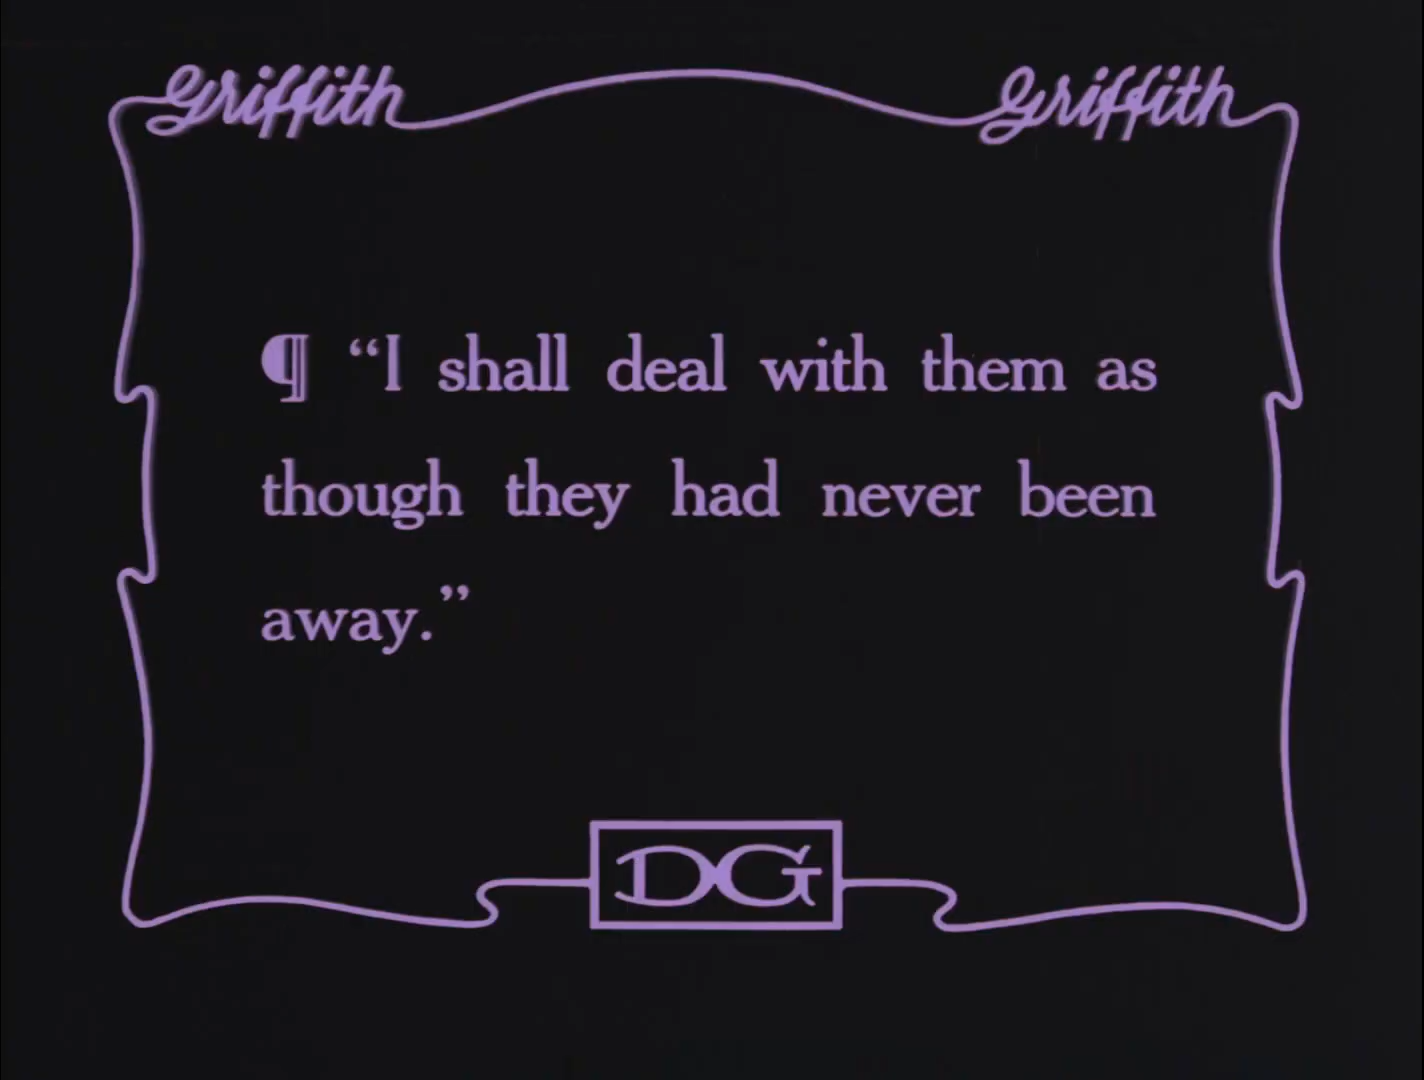 Griffith Griffith
¶ “I shall deal with them as
though they had never been
away.”
DG